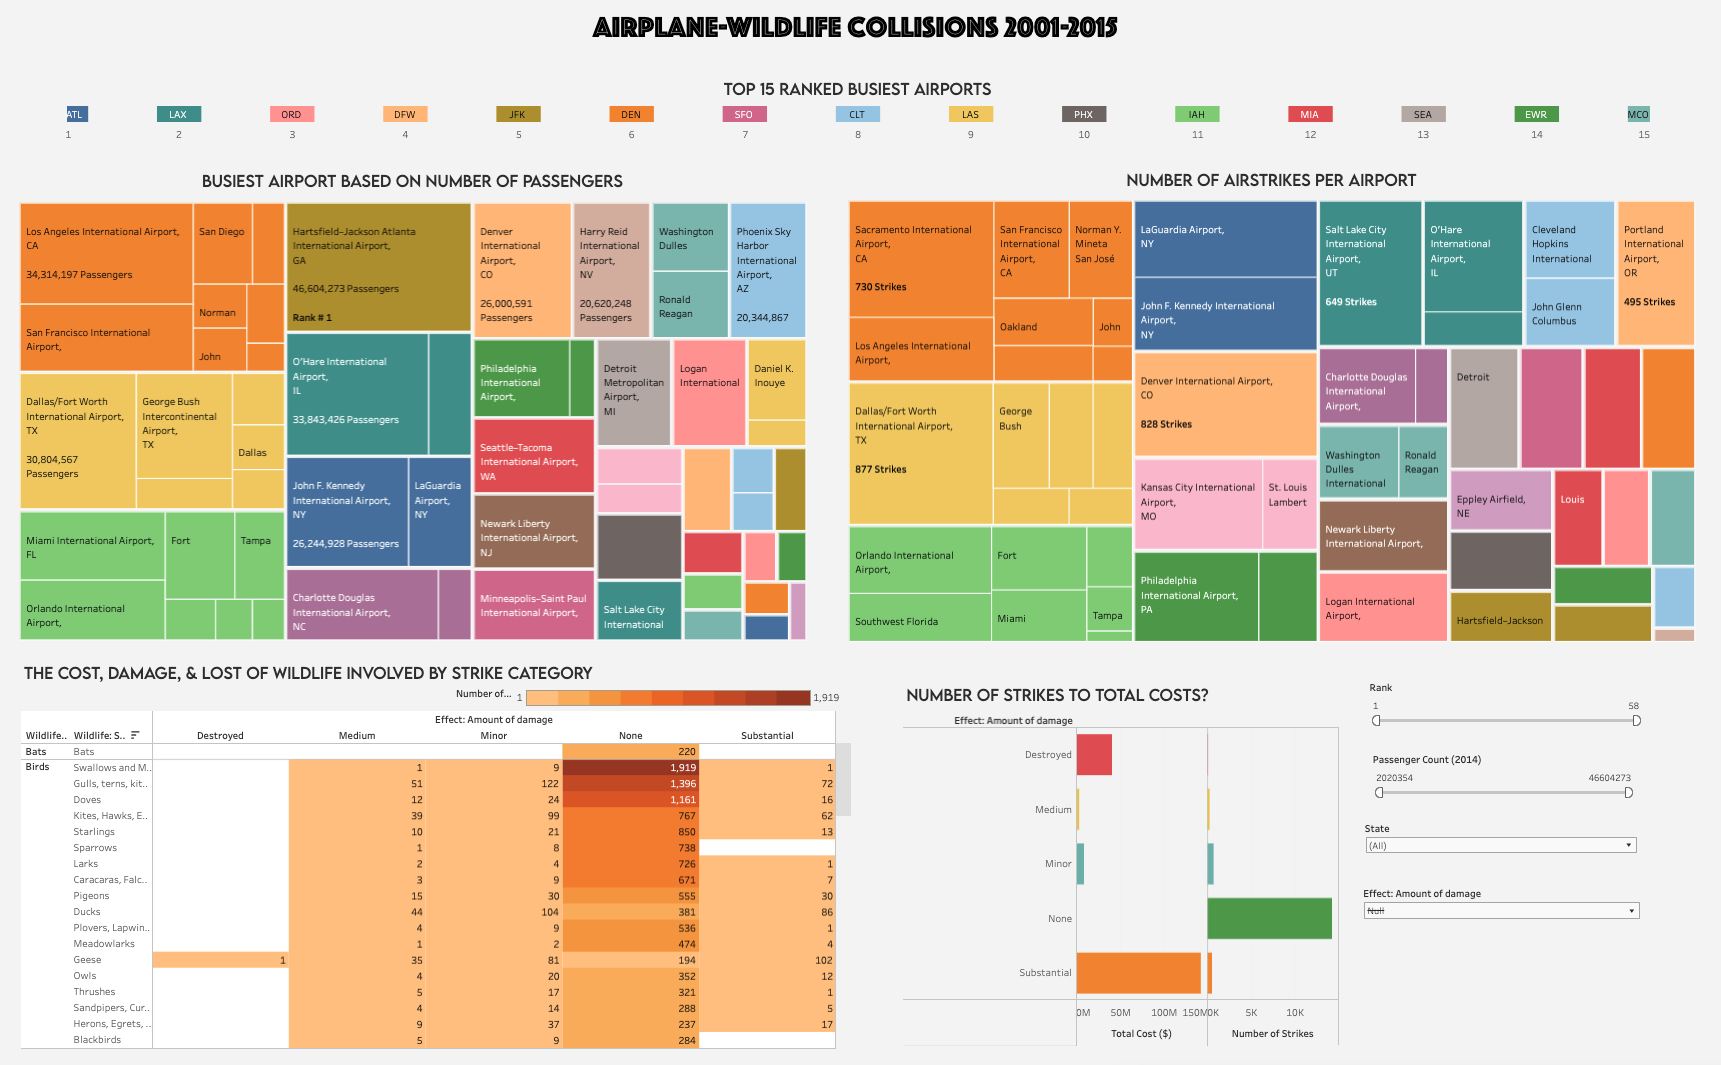 AIRPLANE-WILDLIFE COLLISIONS 2001-2015
TOP 15 RANKED BUSIEST AIRPORTS
ATL LAX ORD DFW JFK DEN SFO CLT LAS PHX IAH MIA SEA EWR MCO
1 2 3 4 5 6 7 8 9 10 11 12 13 14 15
BUSIEST AIRPORT BASED ON NUMBER OF PASSENGERS
Los Angeles International Airport,
CA
34,314,197 Passengers
San Diego
San Francisco International
Airport,
Norman
John
Dallas/Fort Worth
International Airport,
TX
30,804,567
Passengers
George Bush
Intercontinental
Airport,
TX
Dallas
Miami International Airport,
FL
Fort
Tampa
Orlando International
Airport,
Hartsfield–Jackson Atlanta
International Airport,
GA
46,604,273 Passengers
Rank # 1
O'Hare International
Airport,
IL
33,843,426 Passengers
John F. Kennedy
International Airport,
NY
26,244,928 Passengers
LaGuardia
Airport,
NY
Charlotte Douglas
International Airport,
NC
Denver
International
Airport,
CO
26,000,591
Passengers
Harry Reid
International
Airport,
NV
20,620,248
Passengers
Washington
Dulles
Ronald
Reagan
Phoenix Sky
Harbor
International
Airport,
AZ
20,344,867
Philadelphia
International
Airport,
Seattle–Tacoma
International Airport,
WA
Newark Liberty
International Airport,
NJ
Minneapolis–Saint Paul
International Airport,
Detroit
Metropolitan
Airport,
MI
Logan
International
Daniel K.
Inouye
Salt Lake City
International
NUMBER OF AIRSTRIKES PER AIRPORT
Sacramento International
Airport,
CA
730 Strikes
San Francisco
International
Airport,
CA
Norman Y.
Mineta
San José
Los Angeles International
Airport,
Oakland
John
Dallas/Fort Worth
International Airport,
TX
877 Strikes
George
Bush
Orlando International
Airport,
Fort
Southwest Florida
Miami
Tampa
LaGuardia Airport,
NY
John F. Kennedy International
Airport,
NY
Denver International Airport,
CO
828 Strikes
Kansas City International
Airport,
MO
St. Louis
Lambert
Philadelphia
International Airport,
PA
Salt Lake City
International
Airport,
UT
649 Strikes
O'Hare
International
Airport,
IL
Cleveland
Hopkins
International
John Glenn
Columbus
Portland
International
Airport,
OR
495 Strikes
Charlotte Douglas
International
Airport,
Washington
Dulles
International
Ronald
Reagan
Newark Liberty
International Airport,
Logan International
Airport,
Detroit
Eppley Airfield,
NE
Louis
Hartsfield–Jackson
THE COST, DAMAGE, & LOST OF WILDLIFE INVOLVED BY STRIKE CATEGORY
Number of... 1 1,919
Effect: Amount of damage
Wildlife.. Wildlife: S.. Destroyed Medium Minor None Substantial
Bats Bats 220
Birds Swallows and M.. 1 9 1,919 1
Gulls, terns, kit.. 51 122 1,396 72
Doves 12 24 1,161 16
Kites, Hawks, E.. 39 99 767 62
Starlings 10 21 850 13
Sparrows 1 8 738
Larks 2 4 726 1
Caracaras, Falc.. 3 9 671 7
Pigeons 15 30 555 30
Ducks 44 104 381 86
Plovers, Lapwin.. 4 9 536 1
Meadowlarks 1 2 474 4
Geese 1 35 81 194 102
Owls 4 20 352 12
Thrushes 5 17 321 1
Sandpipers, Cur.. 4 14 288 5
Herons, Egrets, .. 9 37 237 17
Blackbirds 5 9 284
NUMBER OF STRIKES TO TOTAL COSTS?
Effect: Amount of damage
Destroyed
Medium
Minor
None
Substantial
0M 50M 100M 150M 0K 5K 10K
Total Cost ($) Number of Strikes
Rank
1 58
Passenger Count (2014)
2020354 46604273
State
(All)
Effect: Amount of damage
Null